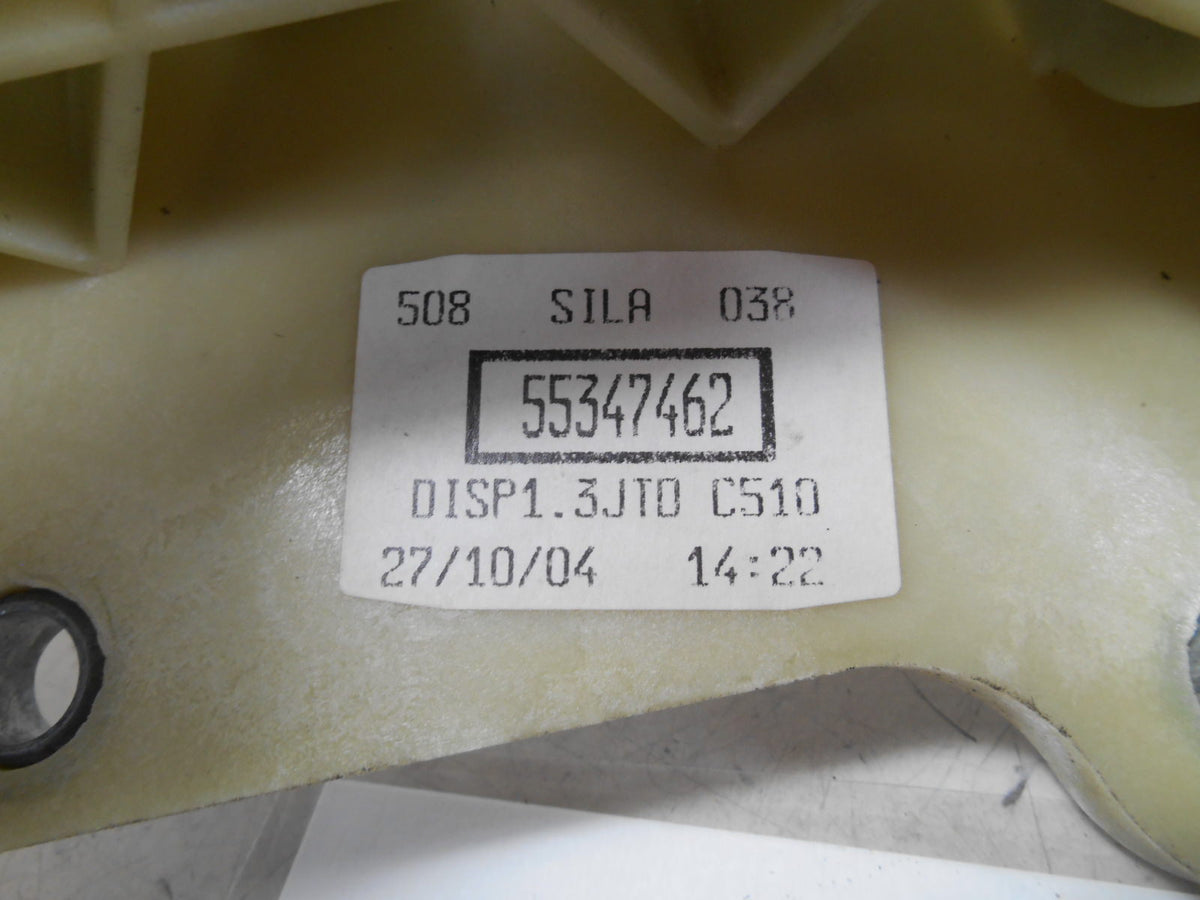 508 SILA 038
55347462
DISP1.3JTD C510
27/10/04 14:22